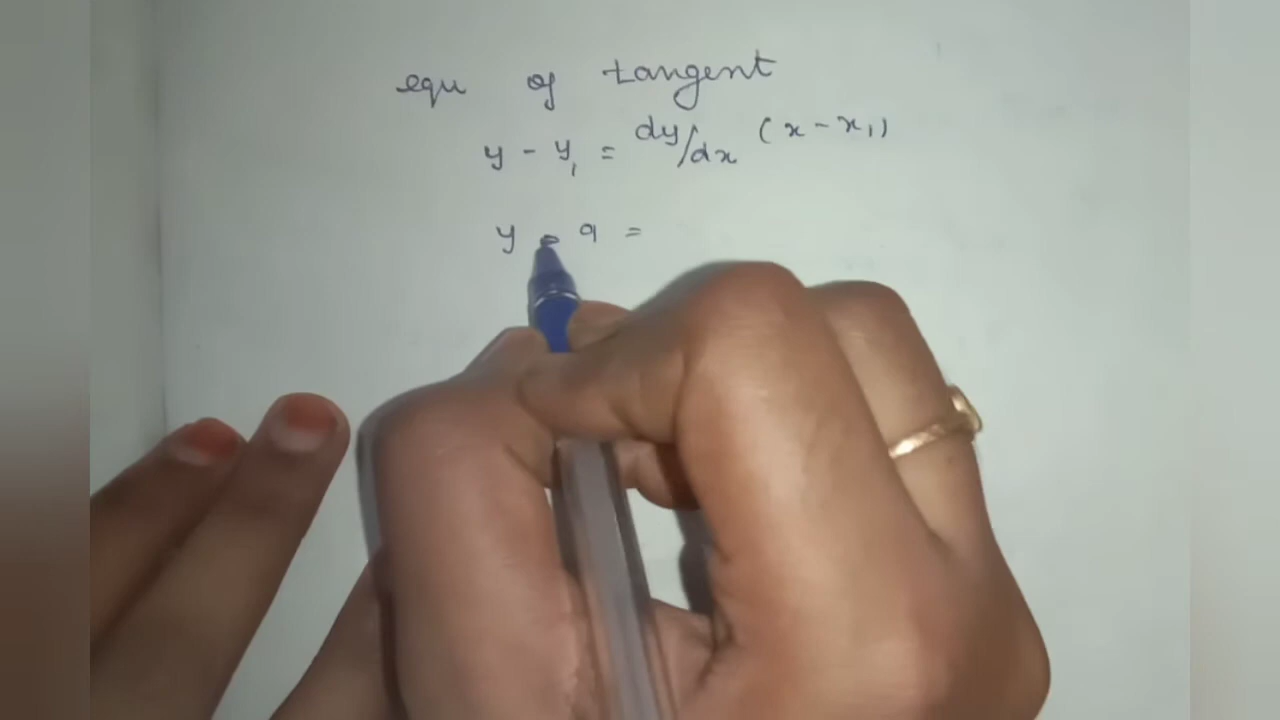 equ of tangent
y - y₁ = dy/dx (x - x₁)
y - 9 =